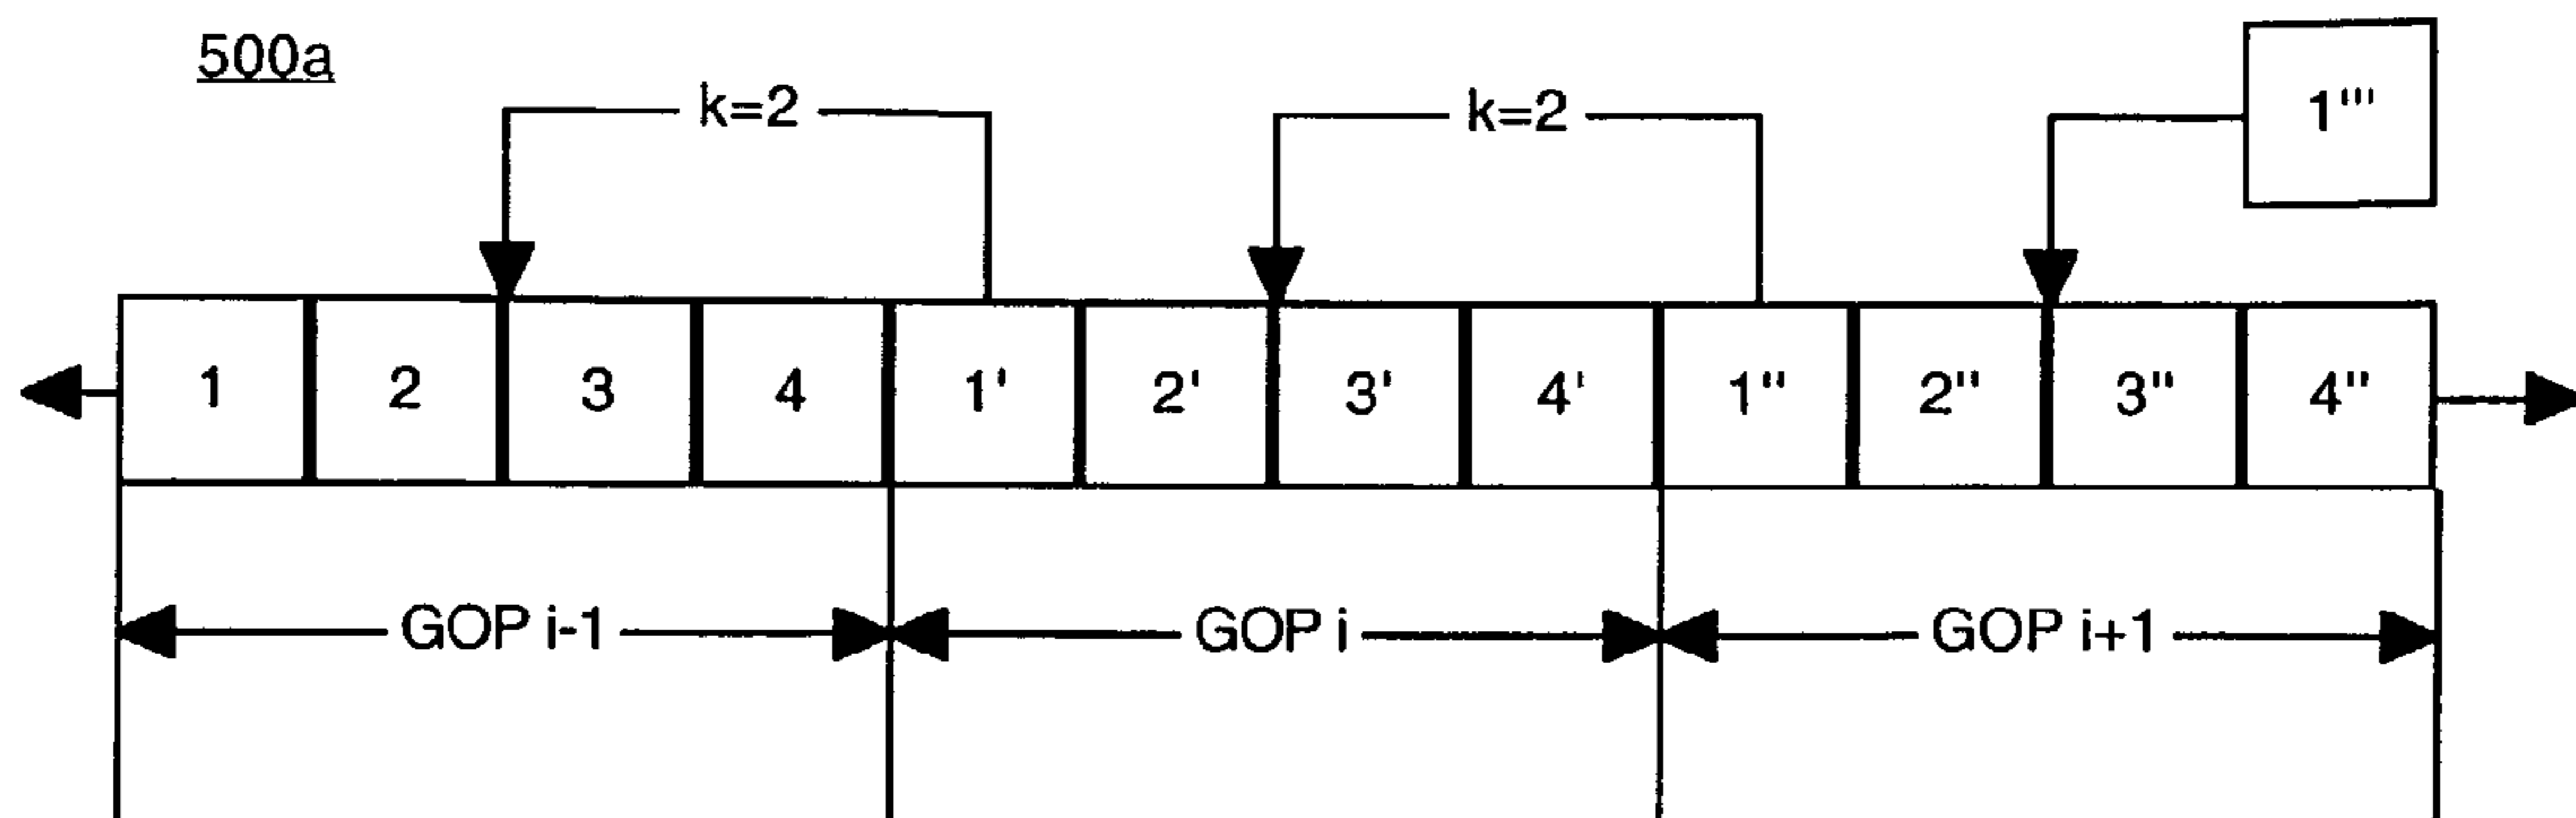 500a
k=2 k=2 1'''
1 2 3 4 1' 2' 3' 4' 1" 2" 3" 4"
GOP i-1 GOP i GOP i+1